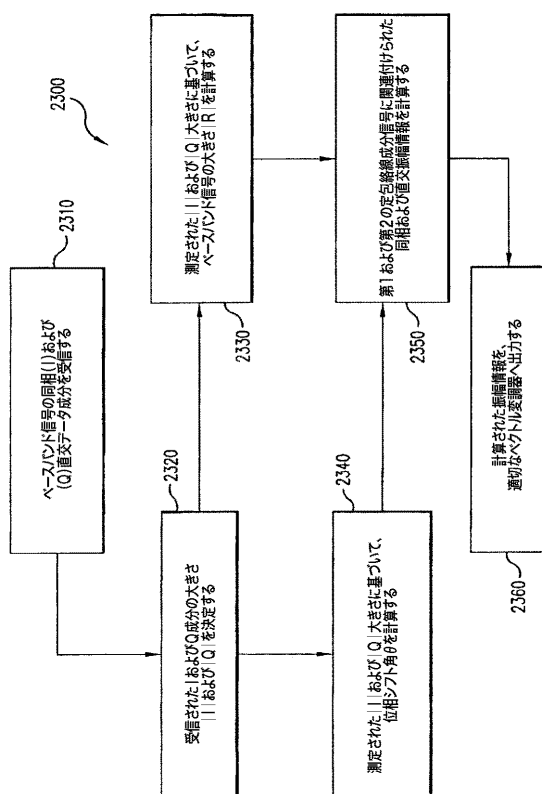 2300
2310
ベースバンド信号の同相(I)および
(Q)直交データ成分を受信する
2320
受信されたIおよびQ成分の大きさ
|I|および|Q|を決定する
2330
測定された|I|および|Q|大きさに基づいて、
ベースバンド信号の大きさ|R|を計算する
2340
測定された|I|および|Q|大きさに基づいて、
位相シフト角θを計算する
2350
第1および第2の定包絡線成分信号に関連付けられた
同相および直交振幅情報を計算する
計算された振幅情報を、
適切なベクトル変調器へ出力する
2360